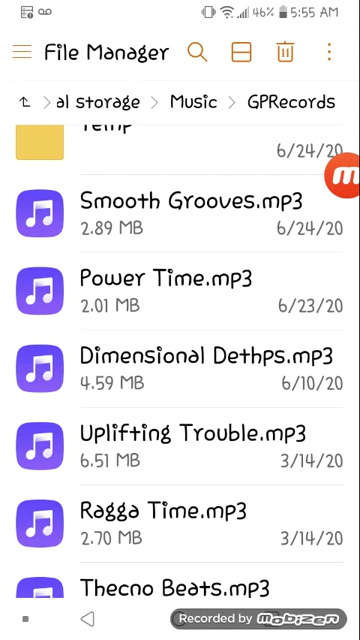 46% 5:55 AM
File Manager
al storage > Music > GPRecords
Temp
6/24/20
Smooth Grooves.mp3
2.89 MB 6/24/20
Power Time.mp3
2.01 MB 6/23/20
Dimensional Dethps.mp3
4.59 MB 6/10/20
Uplifting Trouble.mp3
6.51 MB 3/14/20
Ragga Time.mp3
2.70 MB 3/14/20
Thecno Beats.mp3
Recorded by Mobizen